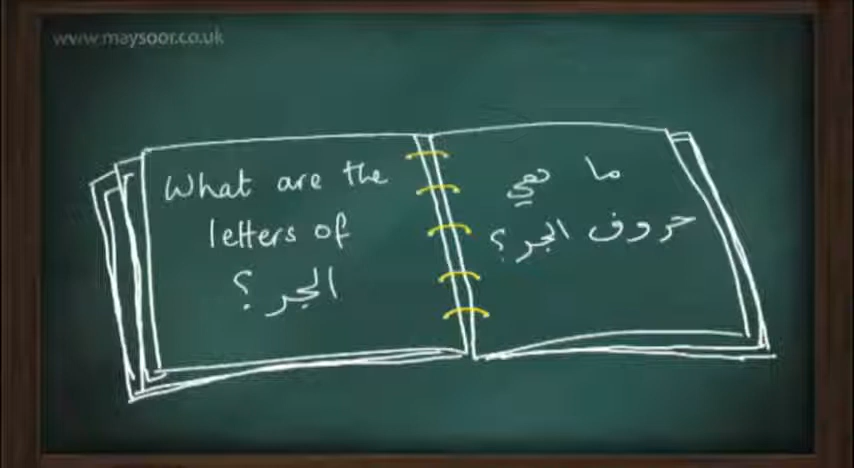 www.maysoor.co.uk
What are the
letters of
الجر؟
ما هي
حروف الجر؟